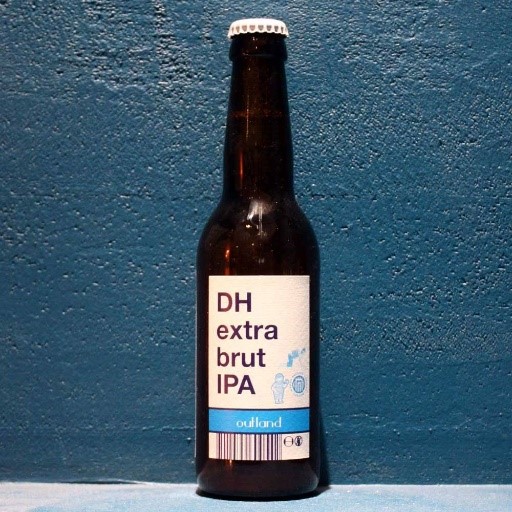 DH
extra
brut
IPA
outland